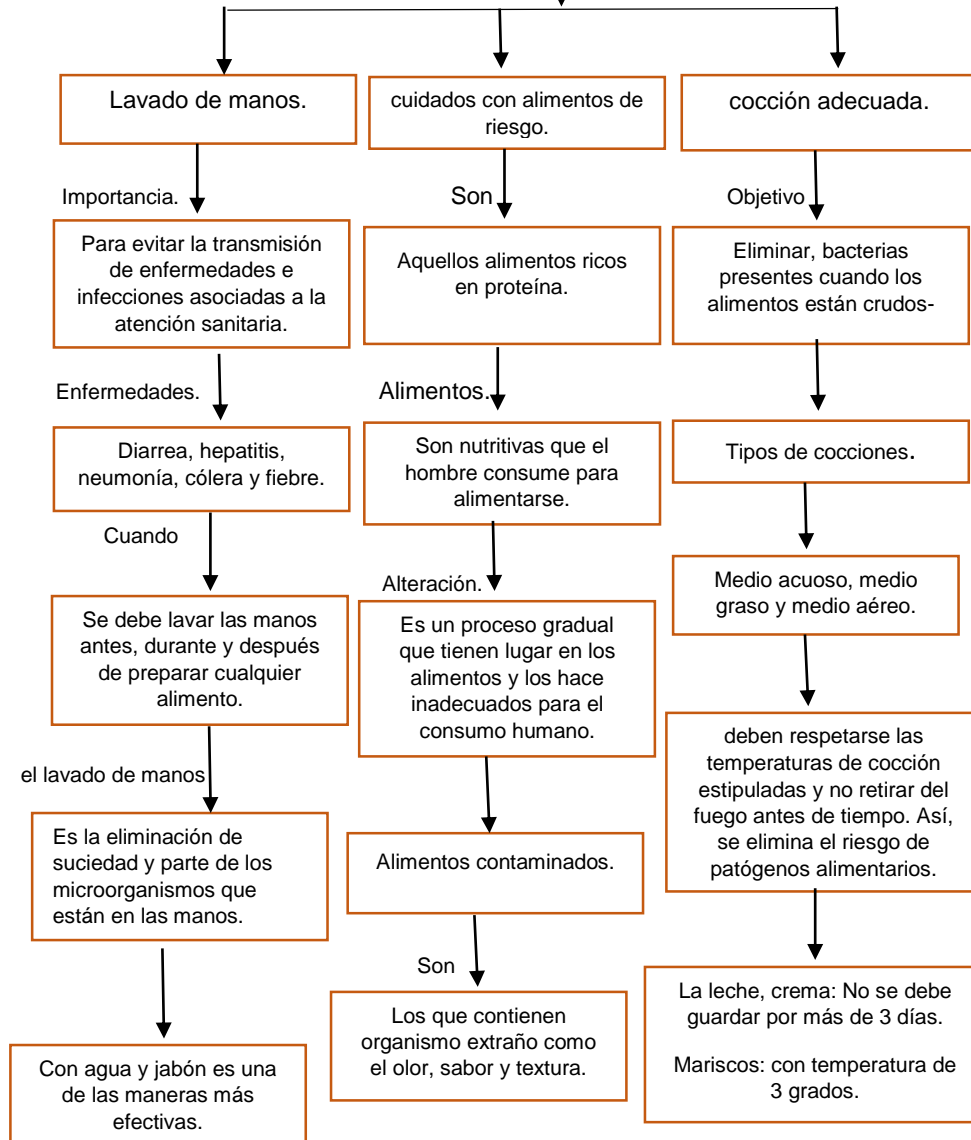 Lavado de manos.
Importancia.
Para evitar la transmisión
de enfermedades e
infecciones asociadas a la
atención sanitaria.
Enfermedades.
Diarrea, hepatitis,
neumonía, cólera y fiebre.
Cuando
Se debe lavar las manos
antes, durante y después
de preparar cualquier
alimento.
el lavado de manos
Es la eliminación de
suciedad y parte de los
microorganismos que
están en las manos.
Con agua y jabón es una
de las maneras más
efectivas.
cuidados con alimentos de
riesgo.
Son
Aquellos alimentos ricos
en proteína.
Alimentos.
Son nutritivas que el
hombre consume para
alimentarse.
Alteración.
Es un proceso gradual
que tienen lugar en los
alimentos y los hace
inadecuados para el
consumo humano.
Alimentos contaminados.
Son
Los que contienen
organismo extraño como
el olor, sabor y textura.
cocción adecuada.
Objetivo
Eliminar, bacterias
presentes cuando los
alimentos están crudos-
Tipos de cocciones.
Medio acuoso, medio
graso y medio aéreo.
deben respetarse las
temperaturas de cocción
estipuladas y no retirar del
fuego antes de tiempo. Así,
se elimina el riesgo de
patógenos alimentarios.
La leche, crema: No se debe
guardar por más de 3 días.
Mariscos: con temperatura de
3 grados.